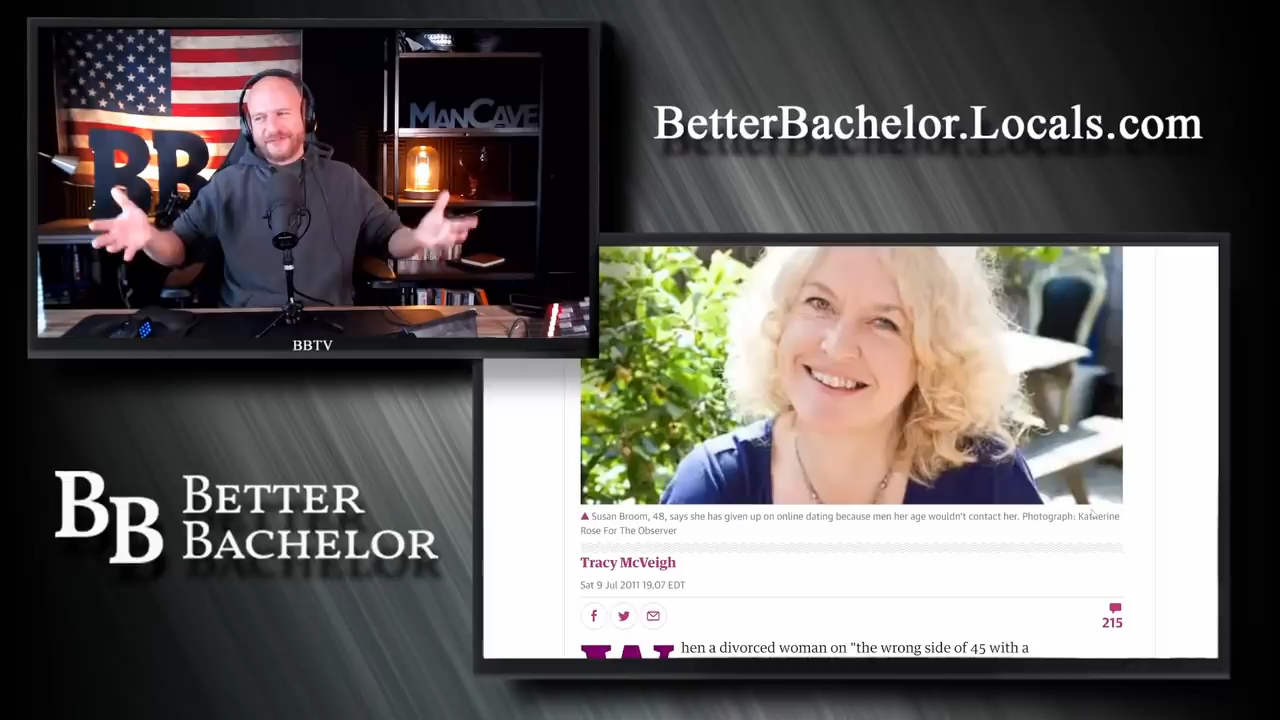 BB
MANCAVE
BBTV
BetterBachelor.Locals.com
▲ Susan Broom, 48, says she has given up on online dating because men her age wouldn't contact her. Photograph: Katherine
Rose For The Observer
Tracy McVeigh
Sat 9 Jul 2011 19.07 EDT
215
When a divorced woman on "the wrong side of 45 with a
BB BETTER
BACHELOR